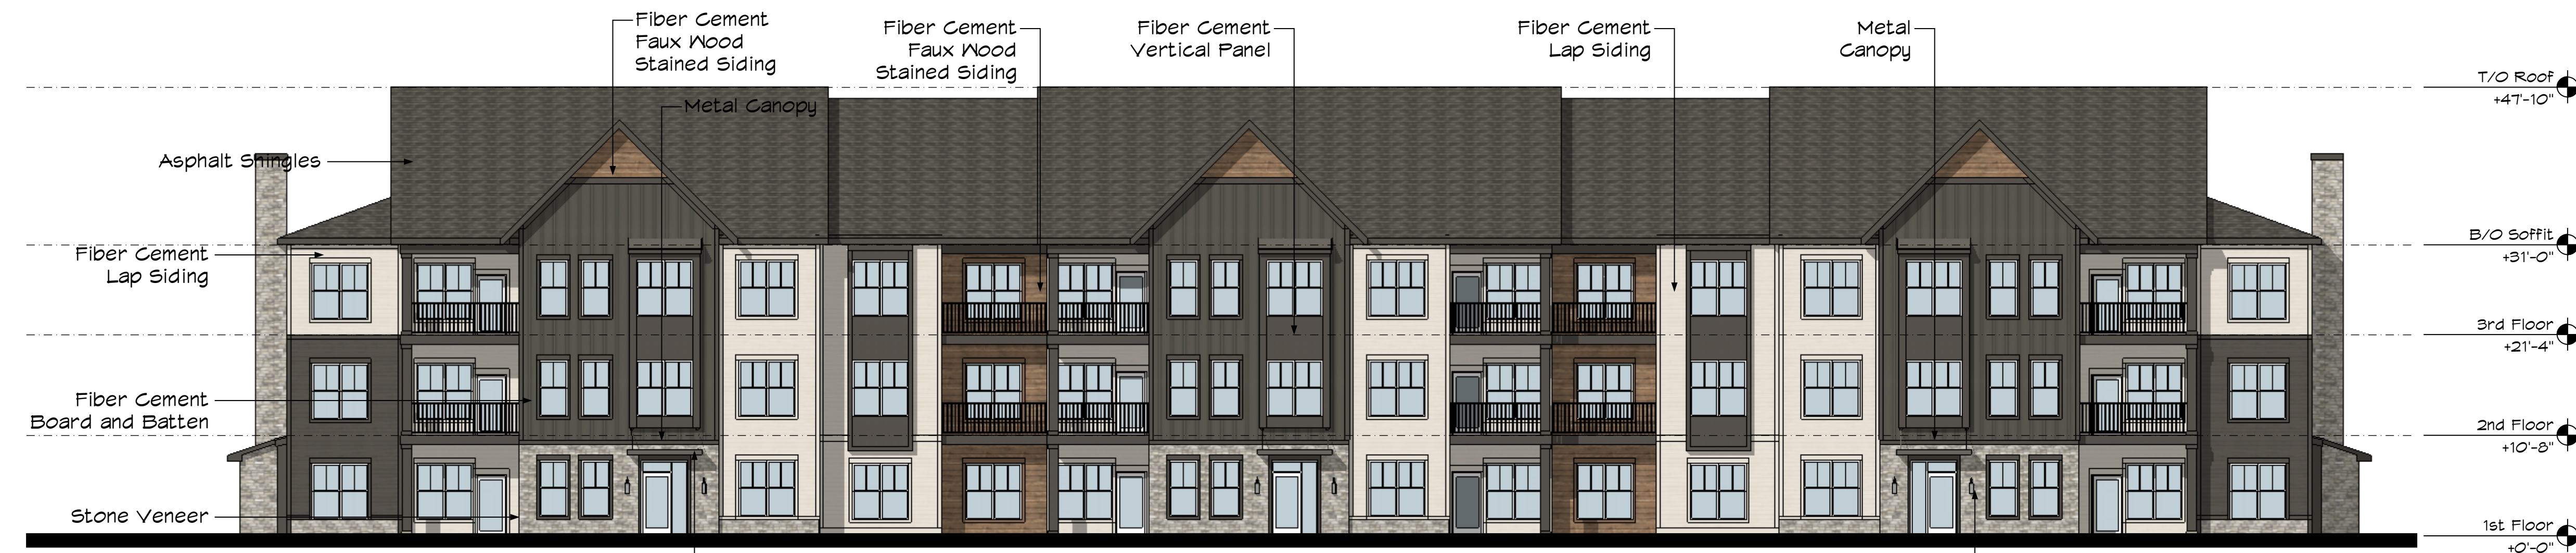 Fiber Cement
Faux Wood
Stained Siding
Fiber Cement
Faux Wood
Stained Siding
Fiber Cement
Vertical Panel
Fiber Cement
Lap Siding
Metal
Canopy
T/O Roof
+47'-10"
Metal Canopy
Asphalt Shingles
B/O Soffit
+31'-0"
Fiber Cement
Lap Siding
3rd Floor
+21'-4"
Fiber Cement
Board and Batten
2nd Floor
+10'-8"
Stone Veneer
1st Floor
+0'-0"